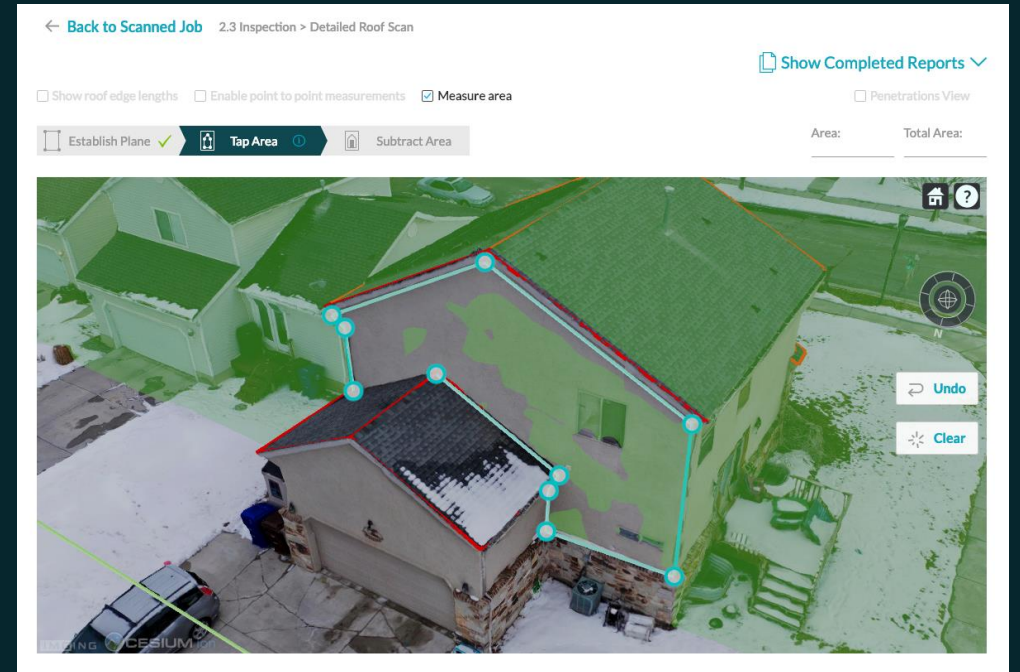 ← Back to Scanned Job 2.3 Inspection > Detailed Roof Scan
Show Completed Reports
Show roof edge lengths Enable point to point measurements Measure area Penetrations View
Establish Plane Tap Area Subtract Area Area: Total Area:
?
N
Undo
Clear
CESIUM ion